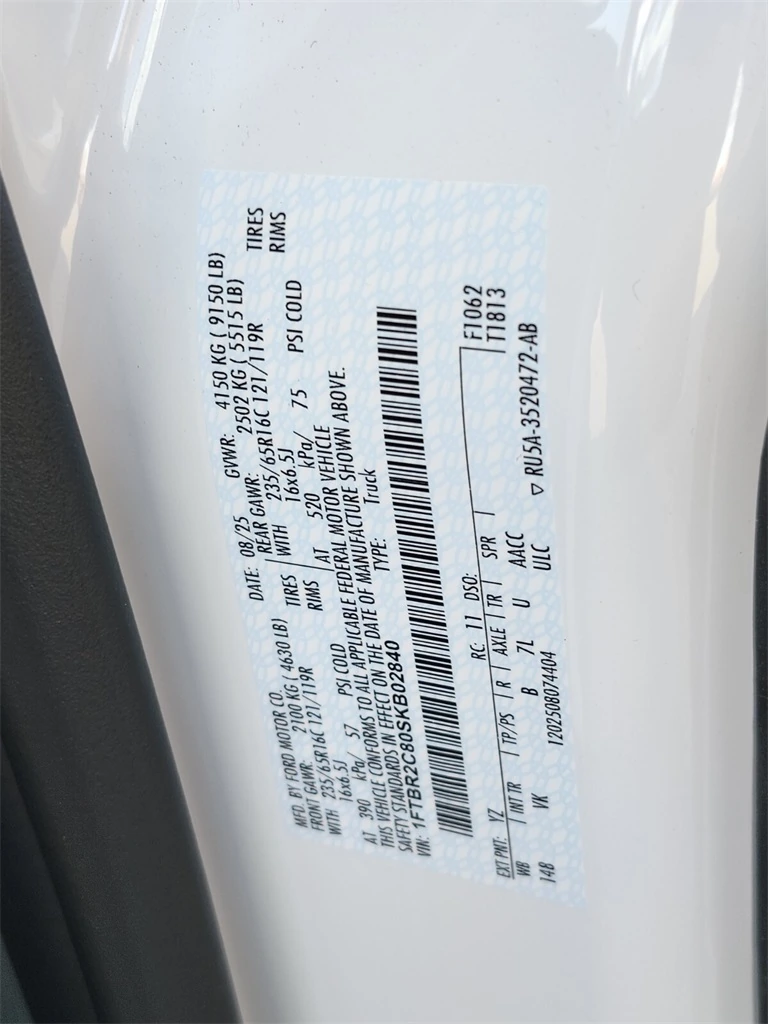 MFD. BY FORD MOTOR CO. DATE: 08/25 GVWR: 4150 KG ( 9150 LB)
FRONT GAWR: 2100 KG ( 4630 LB) REAR GAWR: 2502 KG ( 5515 LB)
WITH 235/65R16C 121/119R TIRES WITH 235/65R16C 121/119R TIRES
16x6.5J RIMS 16x6.5J RIMS
AT 390 kPa/ 57 PSI COLD AT 520 kPa/ 75 PSI COLD
THIS VEHICLE CONFORMS TO ALL APPLICABLE FEDERAL MOTOR VEHICLE
SAFETY STANDARDS IN EFFECT ON THE DATE OF MANUFACTURE SHOWN ABOVE.
VIN: 1FTBR2C80SKB02840 TYPE: Truck
EXT PNT: YZ RC: 11 DSO: F1062
WB INT TR TP/PS R AXLE TR SPR T1813
14B VK B 7L U AACC
1202508074404 ULC ▽ RU5A-3520472-AB